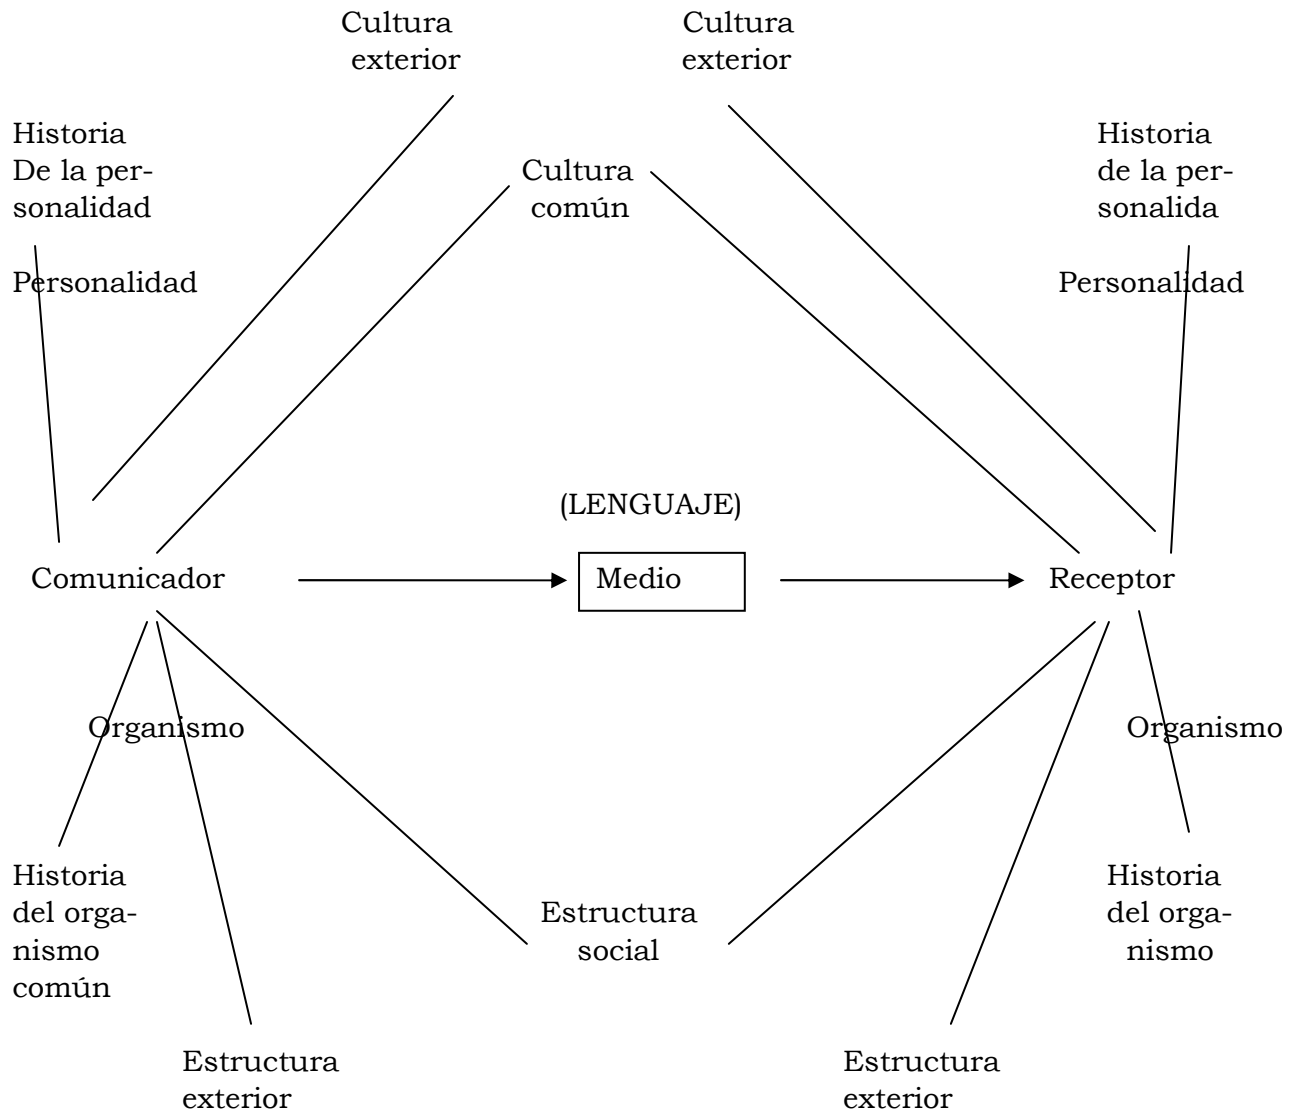 Cultura
exterior
Cultura
exterior
Historia
De la per-
sonalidad
Cultura
común
Historia
de la per-
sonalida
Personalidad
Personalidad
(LENGUAJE)
Comunicador
Medio
Receptor
Organismo
Organismo
Historia
del orga-
nismo
común
Estructura
social
Historia
del orga-
nismo
Estructura
exterior
Estructura
exterior